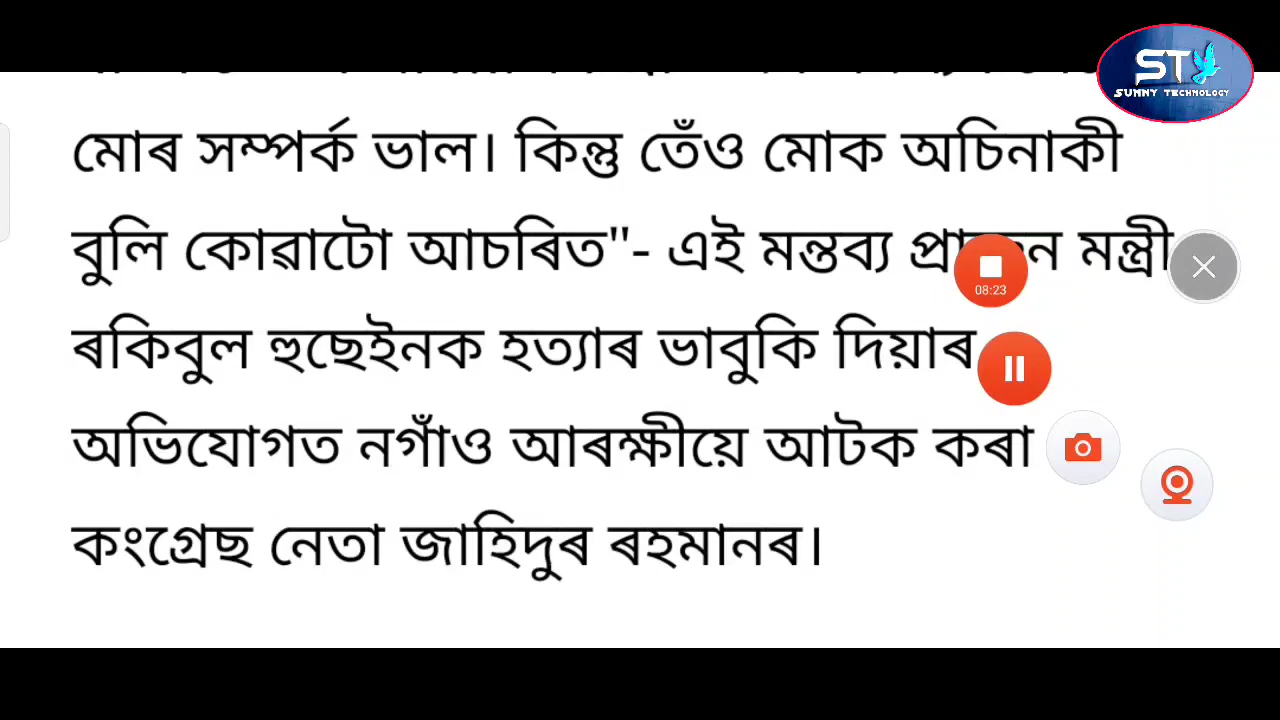 ST
SUNNY TECHNOLOGY
মোৰ সম্পৰ্ক ভাল। কিন্তু তেঁও মোক অচিনাকী
বুলি কোৱাটো আচৰিত"- এই মন্তব্য মন্ত্ৰী
08:23
ৰকিবুল হুছেইনক হত্যাৰ ভাবুকি দিয়াৰ
অভিযোগত নগাঁও আৰক্ষীয়ে আটক কৰা
কংগ্ৰেছ নেতা জাহিদুৰ ৰহমানৰ।